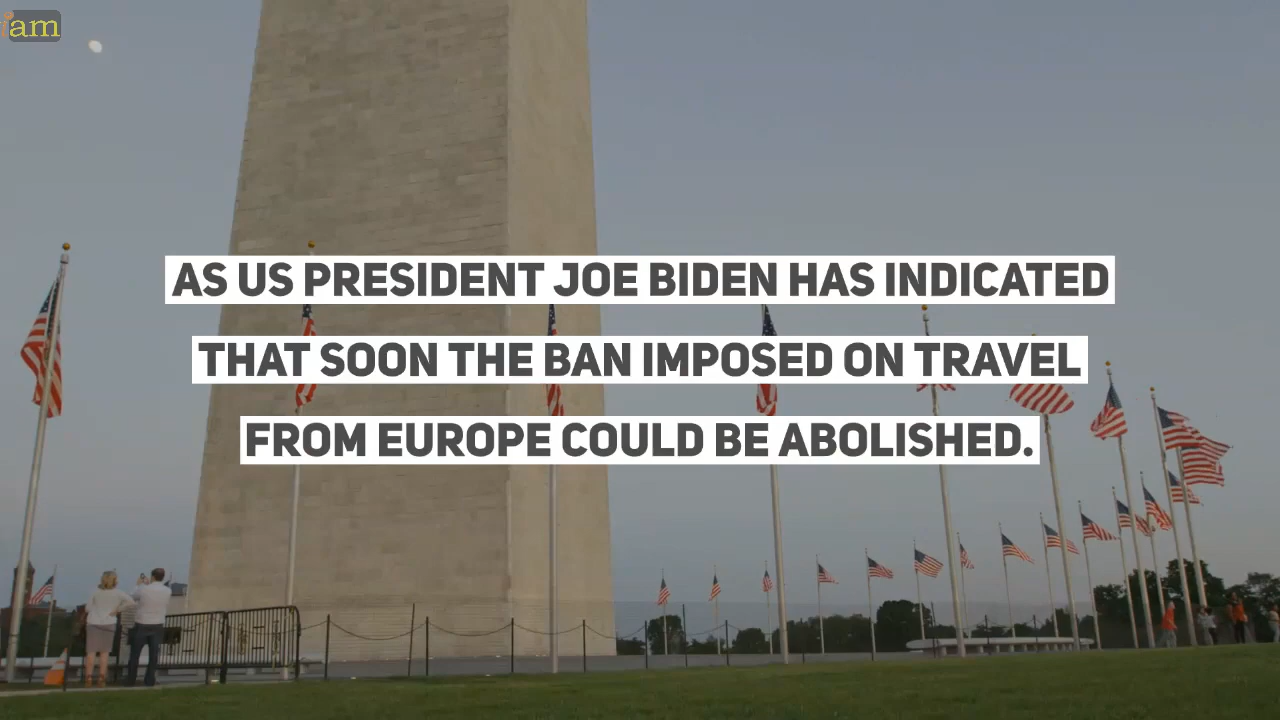 iam
AS US PRESIDENT JOE BIDEN HAS INDICATED
THAT SOON THE BAN IMPOSED ON TRAVEL
FROM EUROPE COULD BE ABOLISHED.